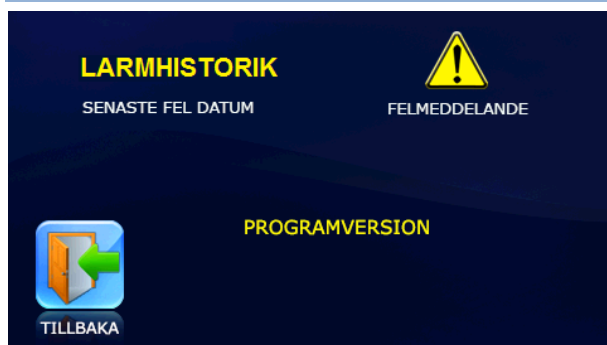 LARMHISTORIK
SENASTE FEL DATUM
FELMEDDELANDE
PROGRAMVERSION
TILLBAKA